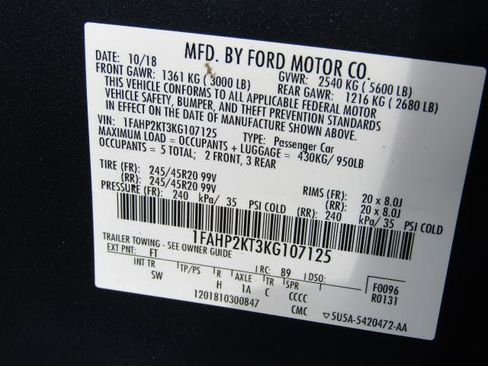 MFD. BY FORD MOTOR CO.
DATE: 10/18 GVWR: 2540 KG (5600 LB)
FRONT GAWR: 1361 KG (3000 LB) REAR GAWR: 1216 KG (2680 LB)
THIS VEHICLE CONFORMS TO ALL APPLICABLE FEDERAL MOTOR
VEHICLE SAFETY, BUMPER, AND THEFT PREVENTION STANDARDS
IN EFFECT ON THE DATE OF MANUFACTURE SHOWN ABOVE.
VIN: 1FAHP2KT3KG107125 TYPE: Passenger Car
MAXIMUM LOAD = OCCUPANTS + LUGGAGE = 430KG/ 950LB
OCCUPANTS = 5 TOTAL; 2 FRONT, 3 REAR
TIRE (FR): 245/45R20 99V RIMS (FR): 20 x 8.0J
(RR): 245/45R20 99V (RR): 20 x 8.0J
PRESSURE (FR): 240 kPa/ 35 PSI COLD (RR): 240 kPa/ 35 PSI COLD
1FAHP2KT3KG107125
TRAILER TOWING - SEE OWNER GUIDE
EXT PNT: FT RC: 89 DSO: F0096
INT TR TP/PS R AXLE TR SPR R0131
SW H 1A C CCCC
1201810300847 CMC ▽5U5A-5420472-AA